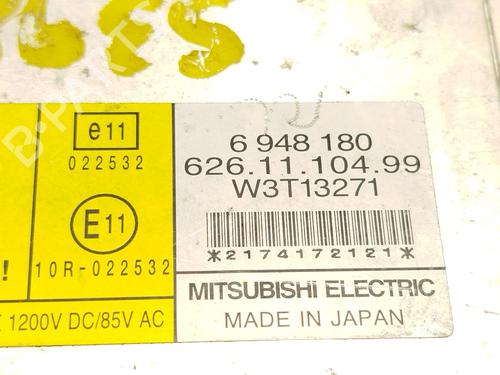 e11
022532
E11
10R-022532
!
1200V DC/85V AC
6 948 180
626.11.104.99
W3T13271
*2174172121*
MITSUBISHI ELECTRIC
MADE IN JAPAN
B-PARTS